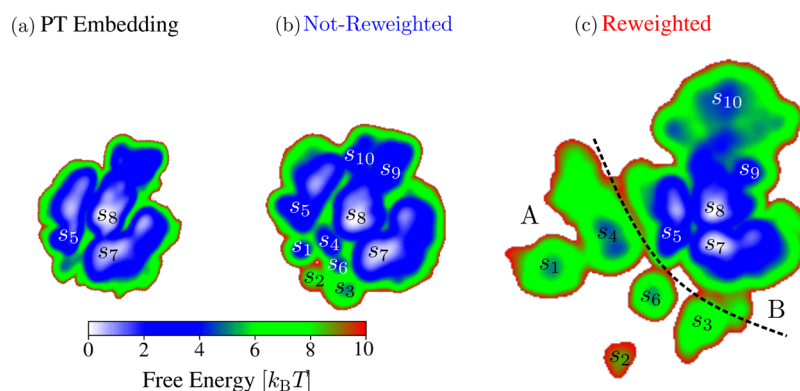 (a) PT Embedding
(b) Not-Reweighted
(c) Reweighted
s5
s8
s7
s10
s9
s5
s8
s1
s4
s6
s7
s2
s3
s10
s9
A
s4
s5
s8
s7
s1
s6
B
s3
s2
0 2 4 6 8 10
Free Energy [kBT]